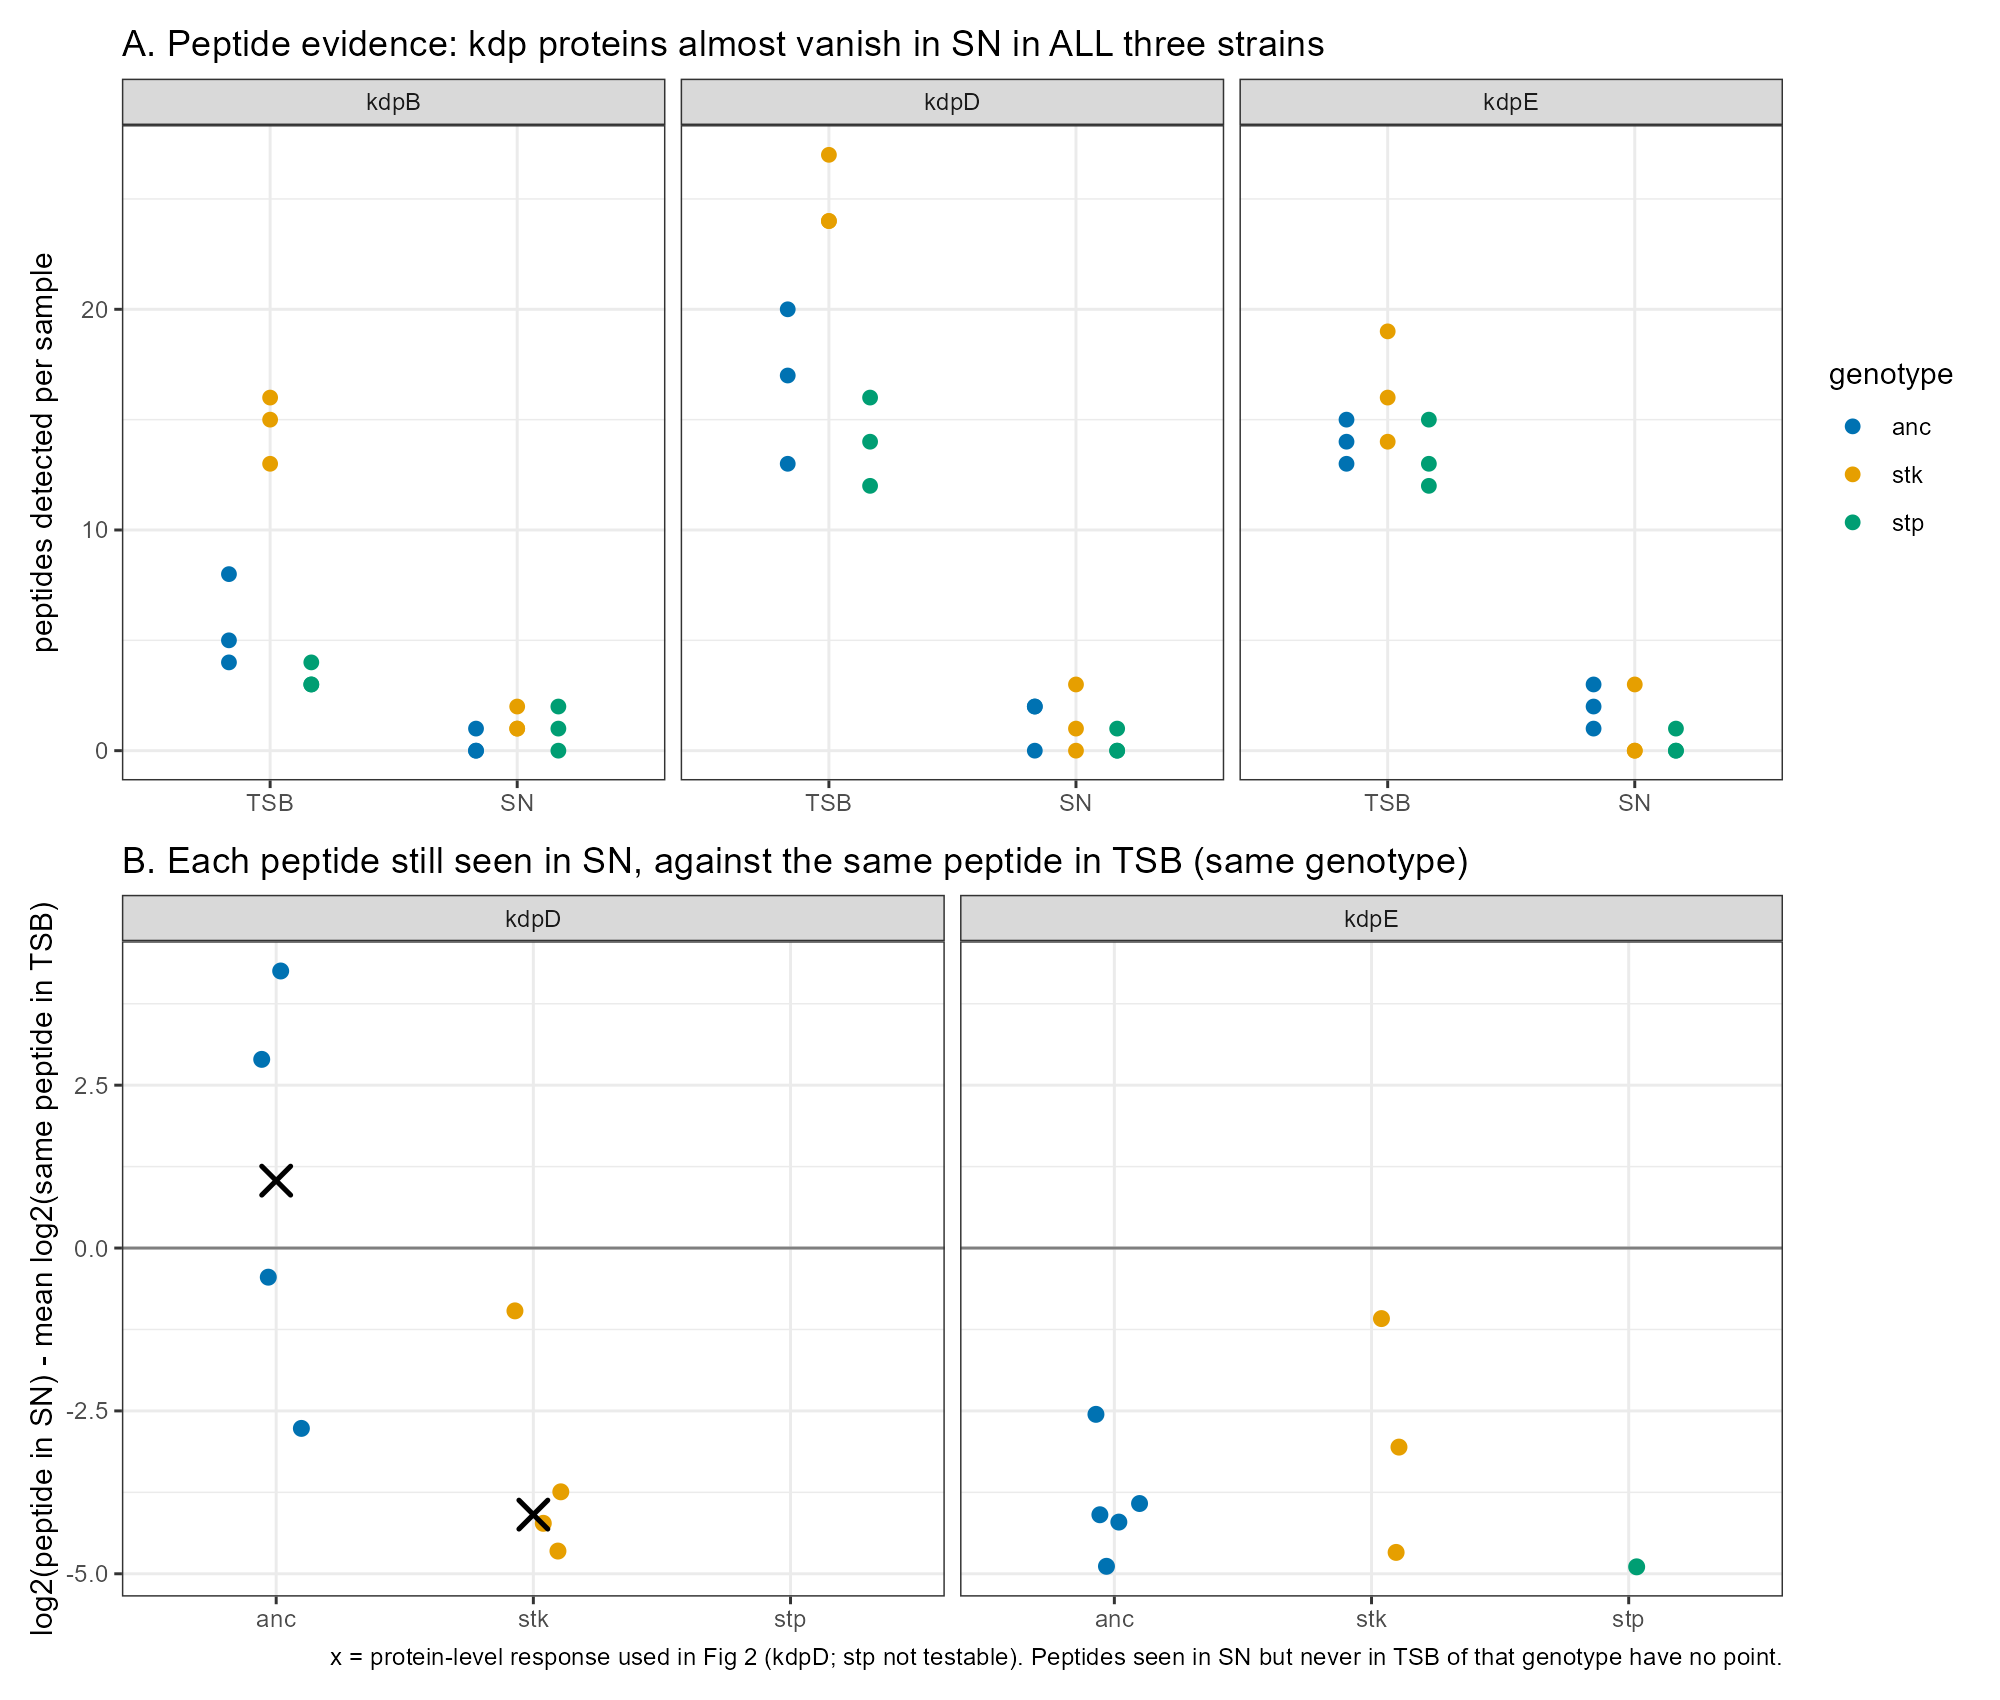 A. Peptide evidence: kdp proteins almost vanish in SN in ALL three strains
kdpB
kdpD
kdpE
peptides detected per sample
20
10
0
TSB
SN
TSB
SN
TSB
SN
genotype
anc
stk
stp
B. Each peptide still seen in SN, against the same peptide in TSB (same genotype)
kdpD
kdpE
log2(peptide in SN) - mean log2(same peptide in TSB)
2.5
0.0
-2.5
-5.0
anc
stk
stp
anc
stk
stp
x = protein-level response used in Fig 2 (kdpD; stp not testable). Peptides seen in SN but never in TSB of that genotype have no point.